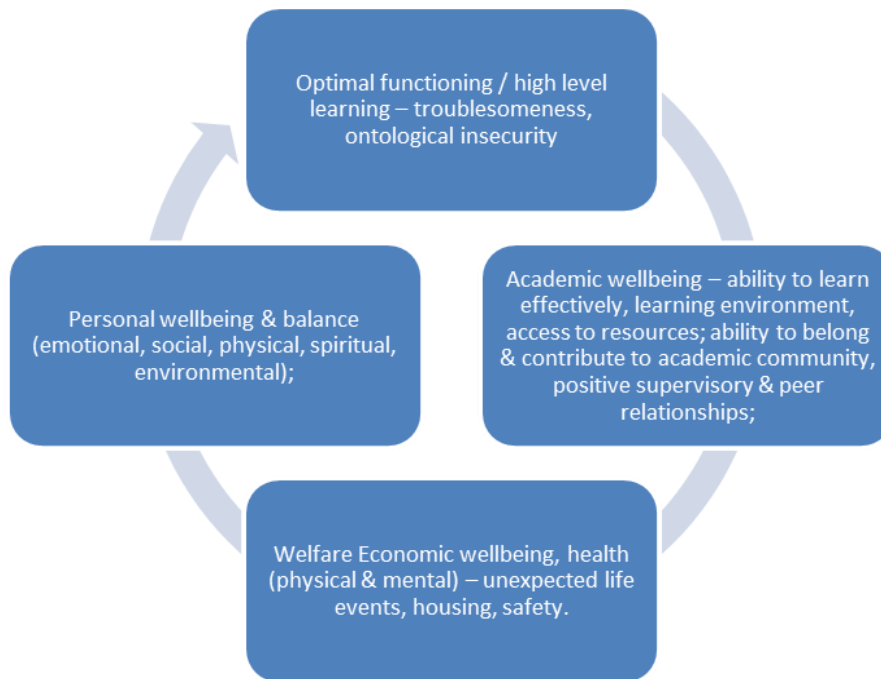 Optimal functioning / high level
learning – troublesomeness,
ontological insecurity
Academic wellbeing – ability to learn
effectively, learning environment,
access to resources; ability to belong
& contribute to academic community,
positive supervisory & peer
relationships;
Welfare Economic wellbeing, health
(physical & mental) – unexpected life
events, housing, safety.
Personal wellbeing & balance
(emotional, social, physical, spiritual,
environmental);